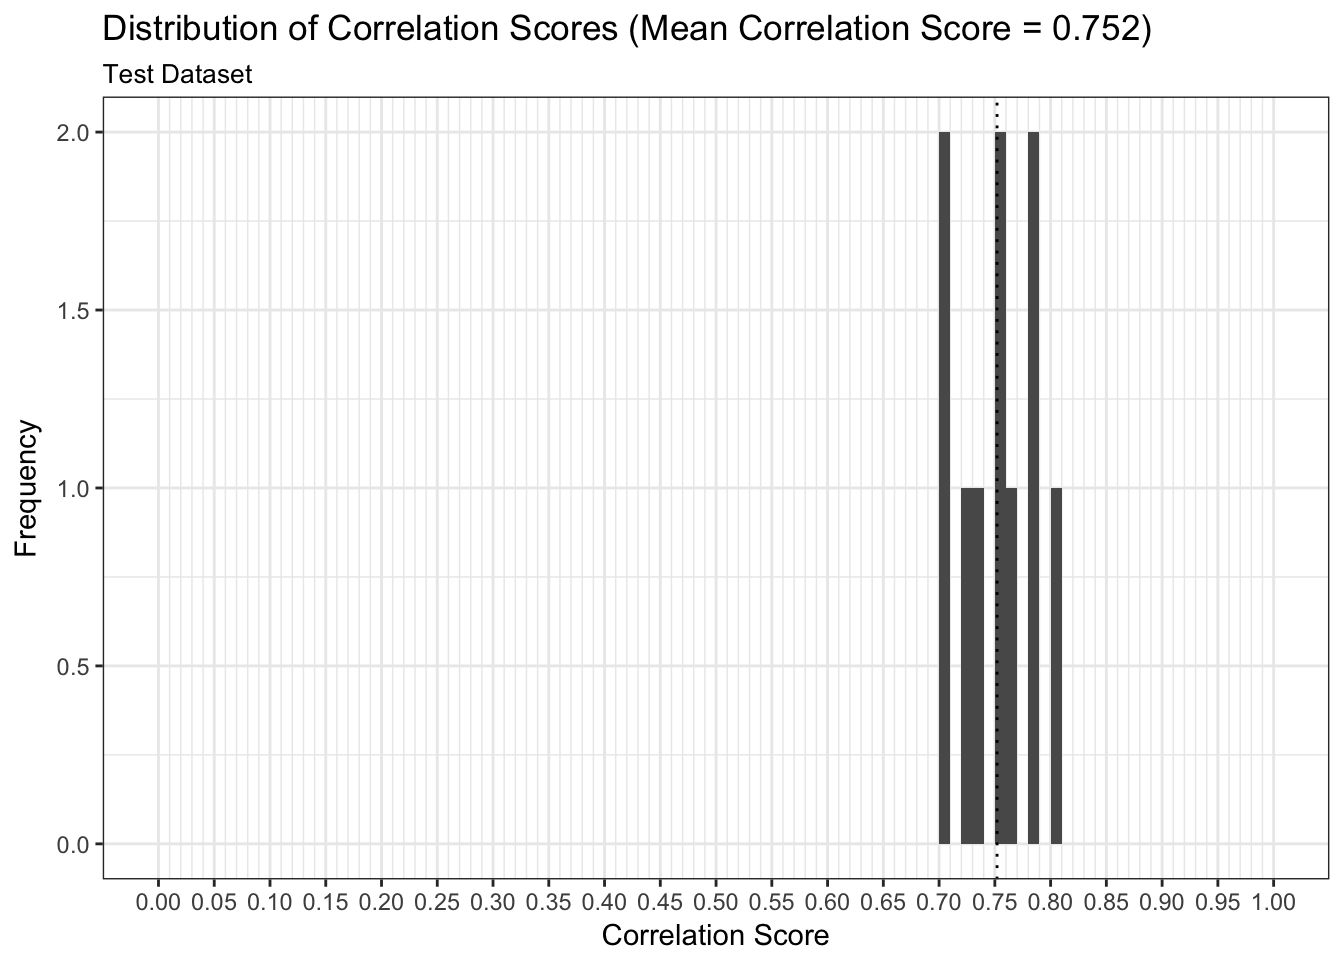 Distribution of Correlation Scores (Mean Correlation Score = 0.752)
Test Dataset
2.0
1.5
1.0
0.5
0.0
Frequency
0.00 0.05 0.10 0.15 0.20 0.25 0.30 0.35 0.40 0.45 0.50 0.55 0.60 0.65 0.70 0.75 0.80 0.85 0.90 0.95 1.00
Correlation Score